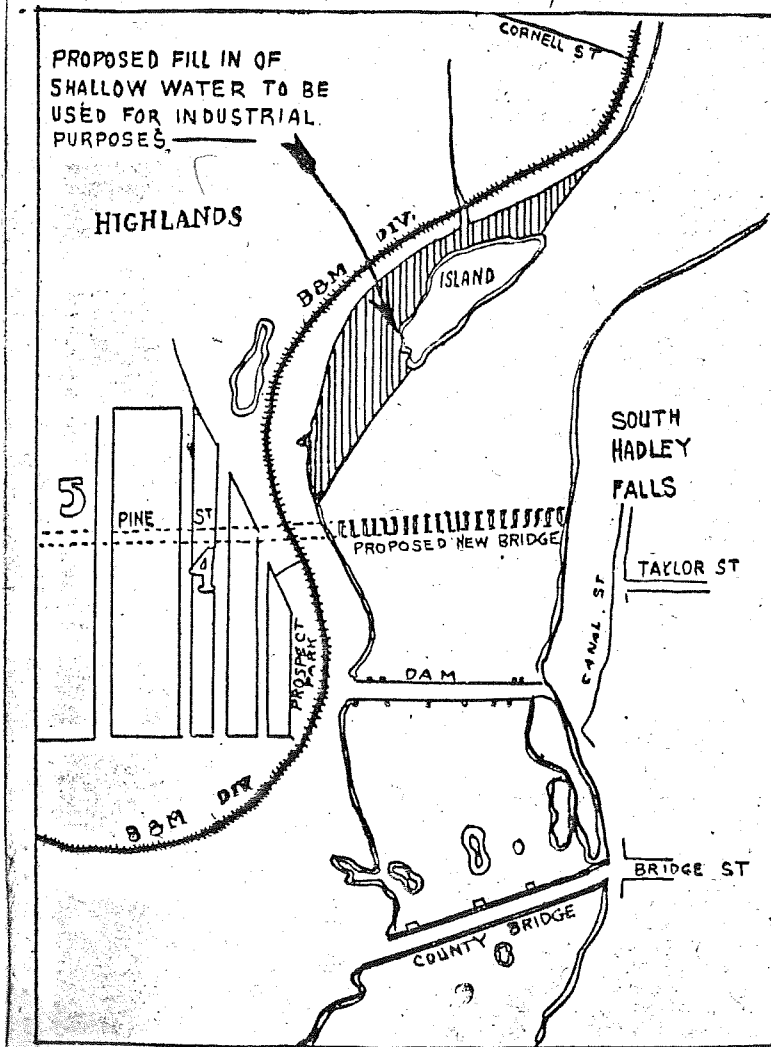 CORNELL ST
PROPOSED FILL IN OF
SHALLOW WATER TO BE
USED FOR INDUSTRIAL
PURPOSES
HIGHLANDS
B&M DIV.
ISLAND
SOUTH
HADLEY
FALLS
5
PINE ST
4
PROPOSED NEW BRIDGE
TAYLOR ST
CANAL ST
PROSPECT
PARK
DAM
B&M DIV
BRIDGE ST
COUNTY BRIDGE